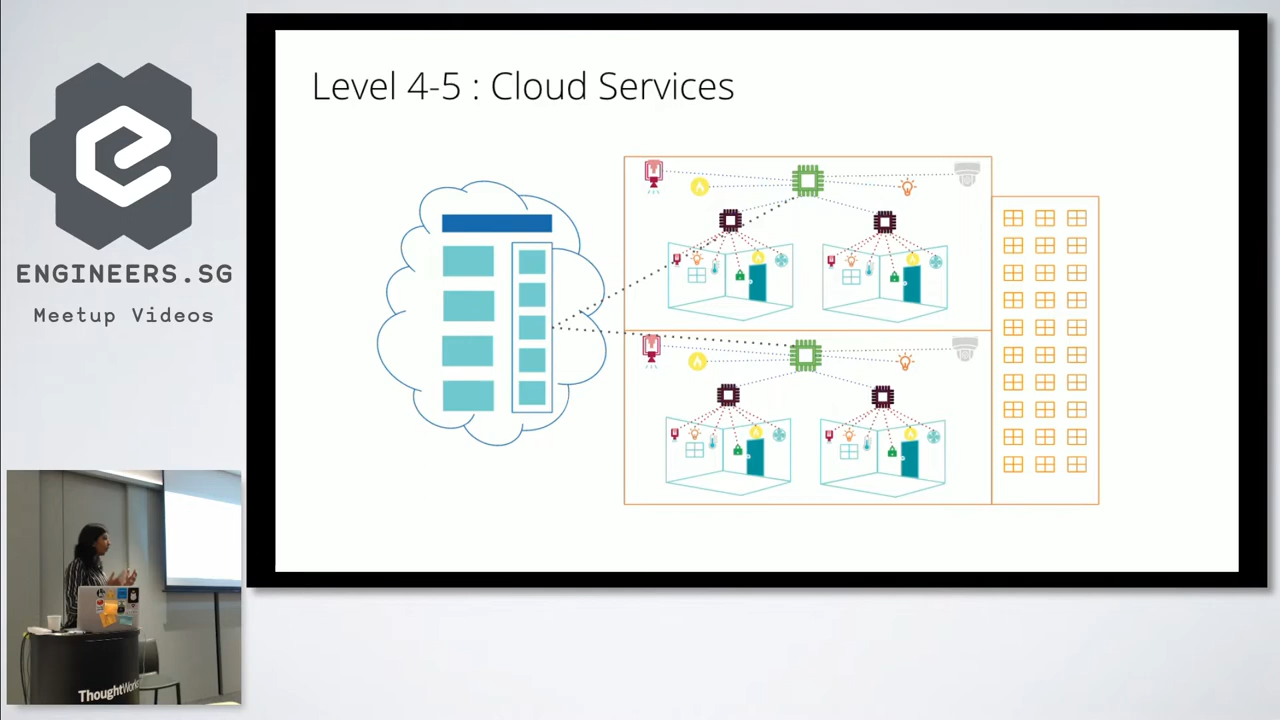 Level 4-5 : Cloud Services
ENGINEERS.SG
Meetup Videos
ThoughtWorks